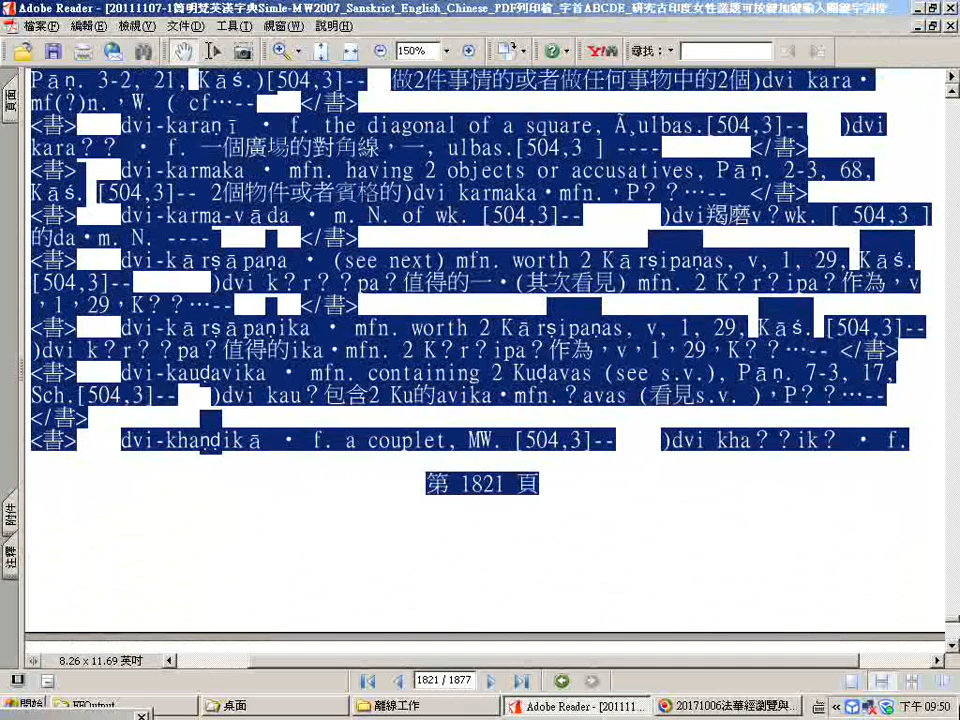 Adobe Reader - [20111107-1簡明梵英漢字典Simle-MW2007_Sanskrict_English_Chinese_PDF列印檔_字首ABCDE_研究古印度女性議題可按鍵鍵輸入關鍵字詞搜
檔案(F) 編輯(E) 檢視(V) 文件(D) 工具(T) 視窗(W) 說明(H)
150% Y! 尋找：
頁面
Pāṇ. 3-2, 21, Kāś.)[504,3]-- 做2件事情的或者做任何事物中的2個)dvi kara‧
mf(?)n.，W. ( cf…-- </書>
<書> dvi-karaṇī ‧ f. the diagonal of a square, Ã,ulbas.[504,3]-- )dvi
kara？？ ‧ f. 一個廣場的對角線，一, ulbas.[504,3 ] ---- </書>
<書> dvi-karmaka ‧ mfn. having 2 objects or accusatives, Pāṇ. 2-3, 68,
Kāś. [504,3]-- 2個物件或者賓格的)dvi karmaka‧mfn.，P？？…-- </書>
<書> dvi-karma-vāda ‧ m. N. of wk. [504,3]-- )dvi羯磨v？wk. [ 504,3 ]
的da‧m. N. ---- </書>
<書> dvi-kārṣāpaṇa ‧ (see next) mfn. worth 2 Kārṣipaṇas, v, 1, 29, Kāś.
[504,3]-- )dvi k？r？？pa？值得的一‧(其次看見) mfn. 2 K？r？ipa？作為，v
，1，29，K？？…-- </書>
<書> dvi-kārṣāpaṇika ‧ mfn. worth 2 Kārṣipaṇas, v, 1, 29, Kāś. [504,3]--
)dvi k？r？？pa？值得的ika‧mfn. 2 K？r？ipa？作為，v，1，29，K？？…-- </書>
<書> dvi-kauḍavika ‧ mfn. containing 2 Kuḍavas (see s.v.), Pāṇ. 7-3, 17,
Sch.[504,3]-- )dvi kau？包含2 Ku的avika‧mfn.？avas (看見s.v. )，P？？…--
</書>
<書> dvi-khaṇḍikā ‧ f. a couplet, MW. [504,3]-- )dvi kha？？ik？ ‧ f.
第 1821 頁
附件
注釋
8.26 x 11.69 英吋
1821 / 1877
開始 FFOutput 桌面 離線工作 Adobe Reader - [201111... 20171006法華經瀏覽與... 下午 09:50